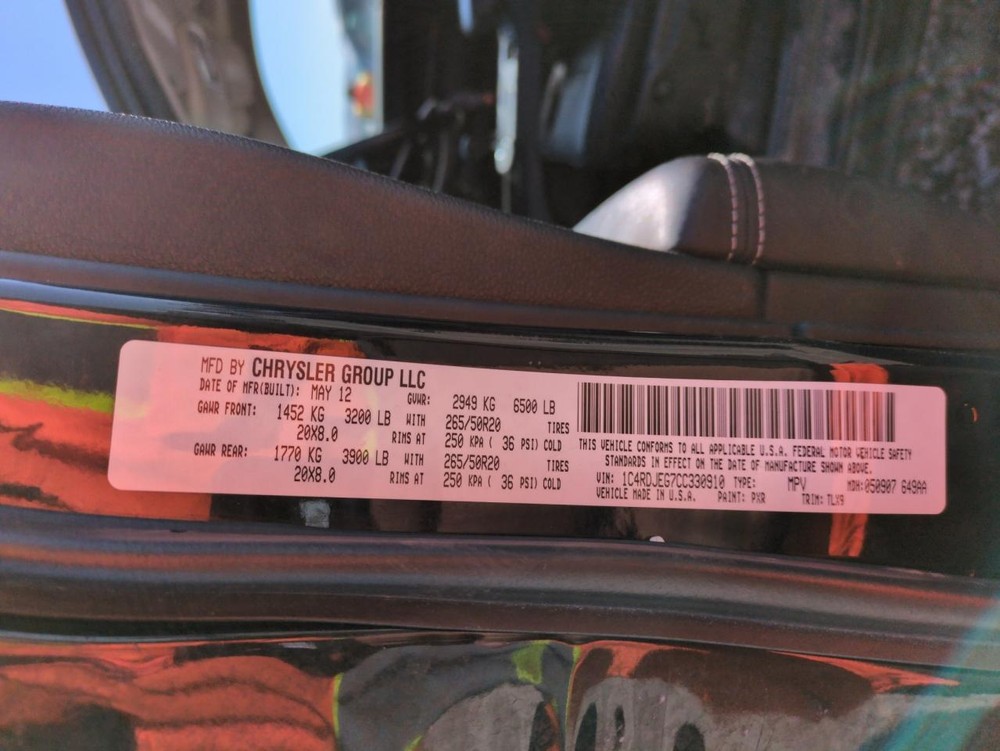 MFD BY CHRYSLER GROUP LLC
DATE OF MFR(BUILT): MAY 12 GVWR: 2949 KG 6500 LB
GAWR FRONT: 1452 KG 3200 LB WITH 265/50R20 TIRES
20X8.0 RIMS AT 250 KPA ( 36 PSI) COLD
GAWR REAR: 1770 KG 3900 LB WITH 265/50R20 TIRES
20X8.0 RIMS AT 250 KPA ( 36 PSI) COLD
THIS VEHICLE CONFORMS TO ALL APPLICABLE U.S.A. FEDERAL MOTOR VEHICLE SAFETY
STANDARDS IN EFFECT ON THE DATE OF MANUFACTURE SHOWN ABOVE.
VIN: 1C4RDJEG7CC330910 TYPE: MPV MDH: 050907 649AA
VEHICLE MADE IN U.S.A. PAINT: PXR TRIM: TLX9